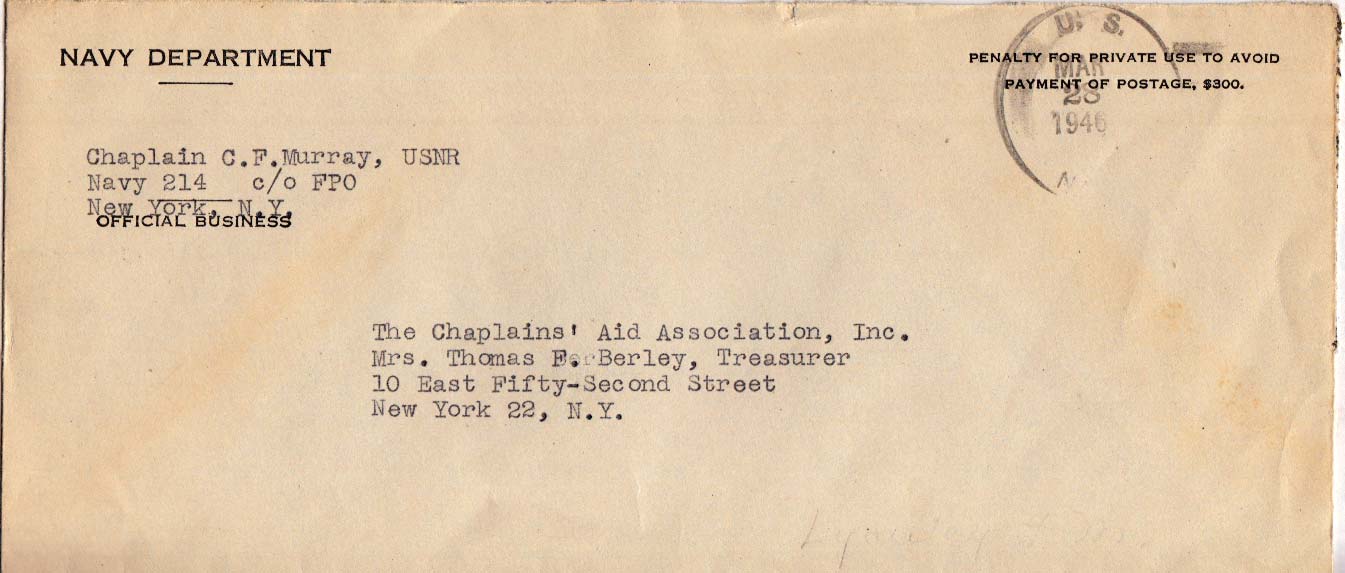 NAVY DEPARTMENT
PENALTY FOR PRIVATE USE TO AVOID
PAYMENT OF POSTAGE, $300.
U. S.
MAR
28
1946
Chaplain C.F.Murray, USNR
Navy 214 c/o FPO
New York, N.Y.
OFFICIAL BUSINESS
The Chaplains' Aid Association, Inc.
Mrs. Thomas F. Berley, Treasurer
10 East Fifty-Second Street
New York 22, N.Y.